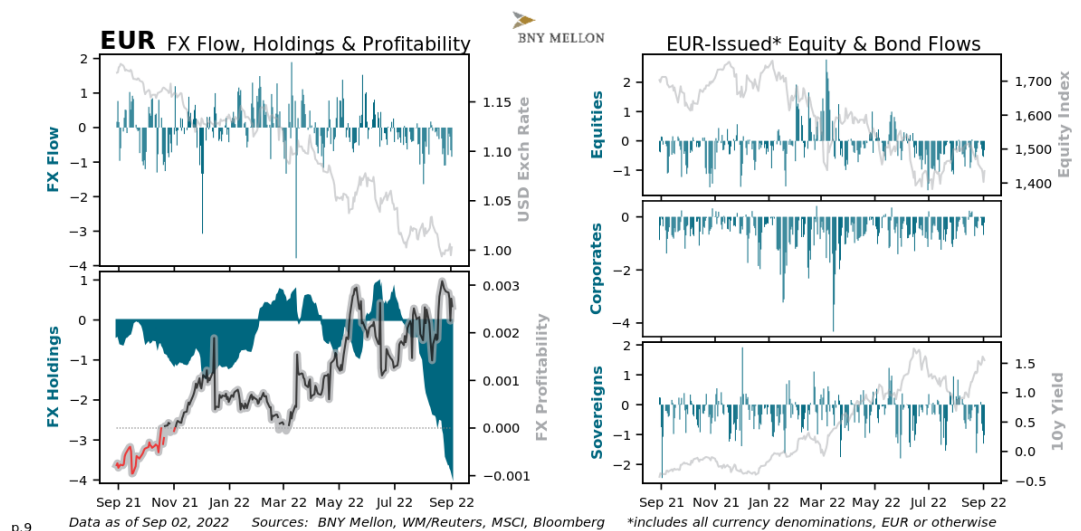 BNY MELLON
EUR FX Flow, Holdings & Profitability
EUR-Issued* Equity & Bond Flows
2
1
0
−1
−2
−3
−4
FX Flow
1.15
1.10
1.05
1.00
USD Exch Rate
1
0
−1
−2
−3
−4
FX Holdings
0.003
0.002
0.001
0.000
−0.001
FX Profitability
Sep 21 Nov 21 Jan 22 Mar 22 May 22 Jul 22 Sep 22
2
1
0
−1
Equities
1,700
1,600
1,500
1,400
Equity Index
0
−2
−4
Corporates
2
1
0
−1
−2
Sovereigns
1.5
1.0
0.5
0.0
−0.5
10y Yield
Sep 21 Nov 21 Jan 22 Mar 22 May 22 Jul 22 Sep 22
p.9 Data as of Sep 02, 2022 Sources: BNY Mellon, WM/Reuters, MSCI, Bloomberg *includes all currency denominations, EUR or otherwise